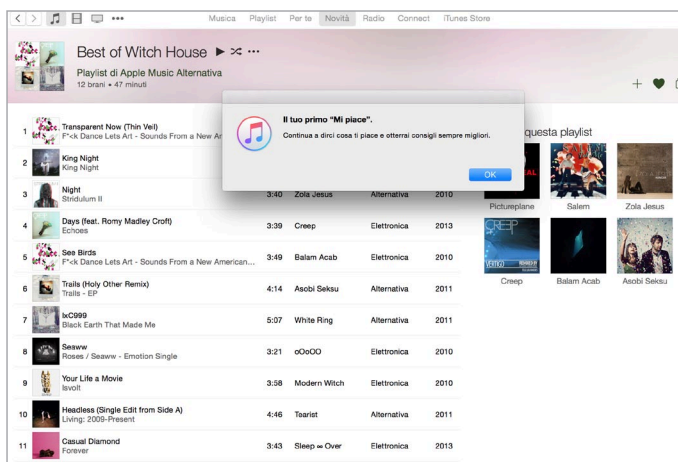 Musica Playlist Per te Novità Radio Connect iTunes Store
Best of Witch House
Playlist di Apple Music Alternativa
12 brani • 47 minuti
Il tuo primo “Mi piace”.
Continua a dirci cosa ti piace e otterrai consigli sempre migliori.
OK
questa playlist
1 Transparent Now (Thin Veil)
F*<k Dance Lets Art - Sounds From a New Am
2 King Night
King Night
3 Night 3:40 Zola Jesus Alternativa 2010
Stridulum II
4 Days (feat. Romy Madley Croft) 3:39 Creep Elettronica 2013
Echoes
5 See Birds 3:49 Balam Acab Elettronica 2010
F*<k Dance Lets Art - Sounds From a New American...
6 Trails (Holy Other Remix) 4:14 Asobi Seksu Alternativa 2011
Trails - EP
7 IxC999 5:07 White Ring Alternativa 2011
Black Earth That Made Me
8 Seaww 3:21 oOoOO Elettronica 2010
Roses / Seaww - Emotion Single
9 Your Life a Movie 3:58 Modern Witch Elettronica 2010
Isvolt
10 Headless (Single Edit from Side A) 4:46 Tearist Alternativa 2011
Living: 2009-Present
11 Casual Diamond 3:43 Sleep ∞ Over Elettronica 2013
Forever
Pictureplane Salem Zola Jesus
CREEP
VERTIGO
Creep Balam Acab Asobi Seksu